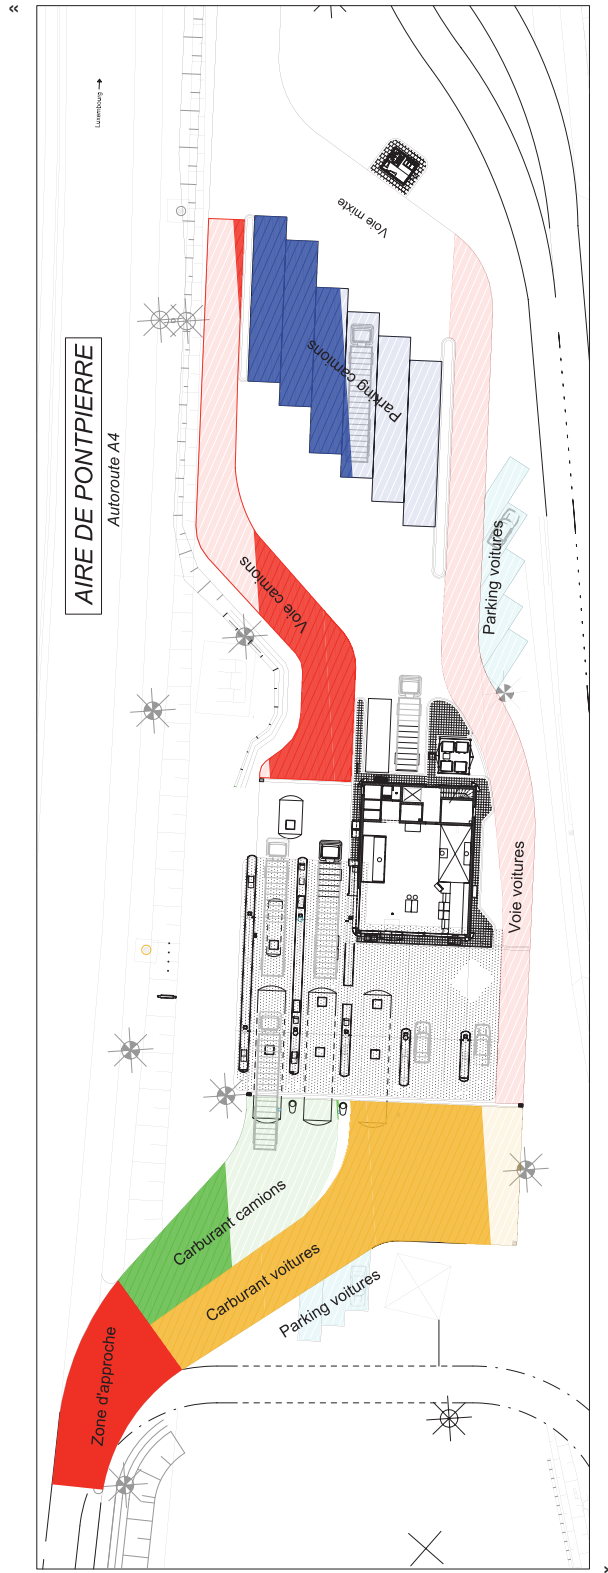 «
Luxembourg
Voie mixte
AIRE DE PONTPIERRE
Autoroute A4
Parking camions
Parking voitures
Voie camions
Voie voitures
Carburant camions
Carburant voitures
Parking voitures
Zone d'approche